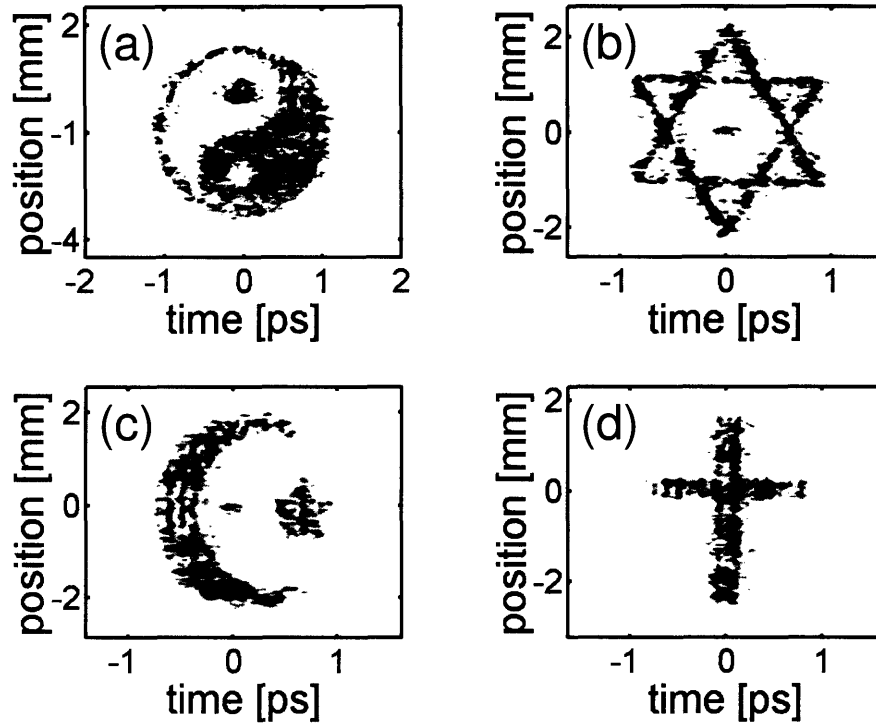 (a)
position [mm]
2
-1
-4
-2 -1 0 1 2
time [ps]
(b)
position [mm]
2
0
-2
-1 0 1
time [ps]
(c)
position [mm]
2
0
-2
-1 0 1
time [ps]
(d)
position [mm]
2
0
-2
-1 0 1
time [ps]